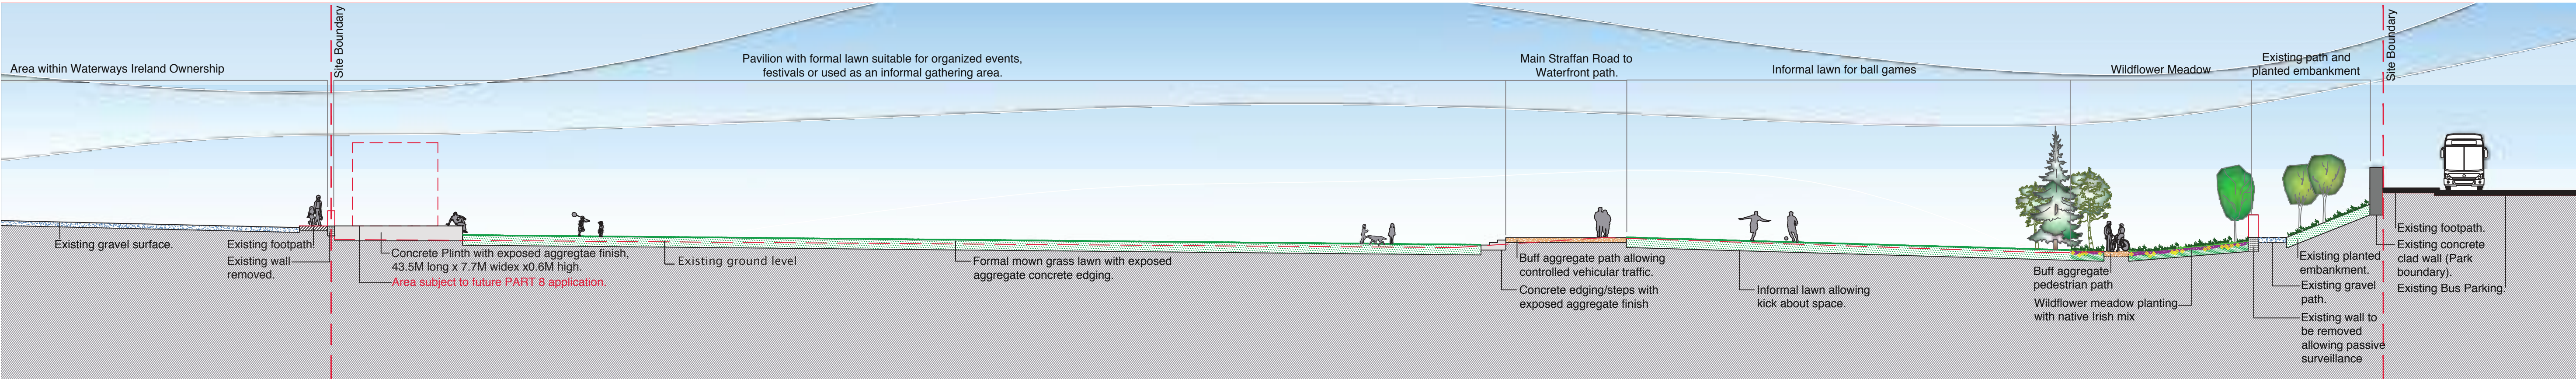 Site Boundary
Site Boundary
Area within Waterways Ireland Ownership
Pavilion with formal lawn suitable for organized events,
festivals or used as an informal gathering area.
Main Straffan Road to
Waterfront path.
Informal lawn for ball games
Wildflower Meadow
Existing path and
planted embankment
Existing gravel surface.
Existing footpath.
Existing wall
removed.
Concrete Plinth with exposed aggregtae finish,
43.5M long x 7.7M widex x0.6M high.
Area subject to future PART 8 application.
Existing ground level
Formal mown grass lawn with exposed
aggregate concrete edging.
Buff aggregate path allowing
controlled vehicular traffic.
Concrete edging/steps with
exposed aggregate finish
Informal lawn allowing
kick about space.
Buff aggregate
pedestrian path
Wildflower meadow planting
with native Irish mix
Existing planted
embankment.
Existing gravel
path.
Existing wall to
be removed
allowing passive
surveillance
Existing footpath.
Existing concrete
clad wall (Park
boundary).
Existing Bus Parking.